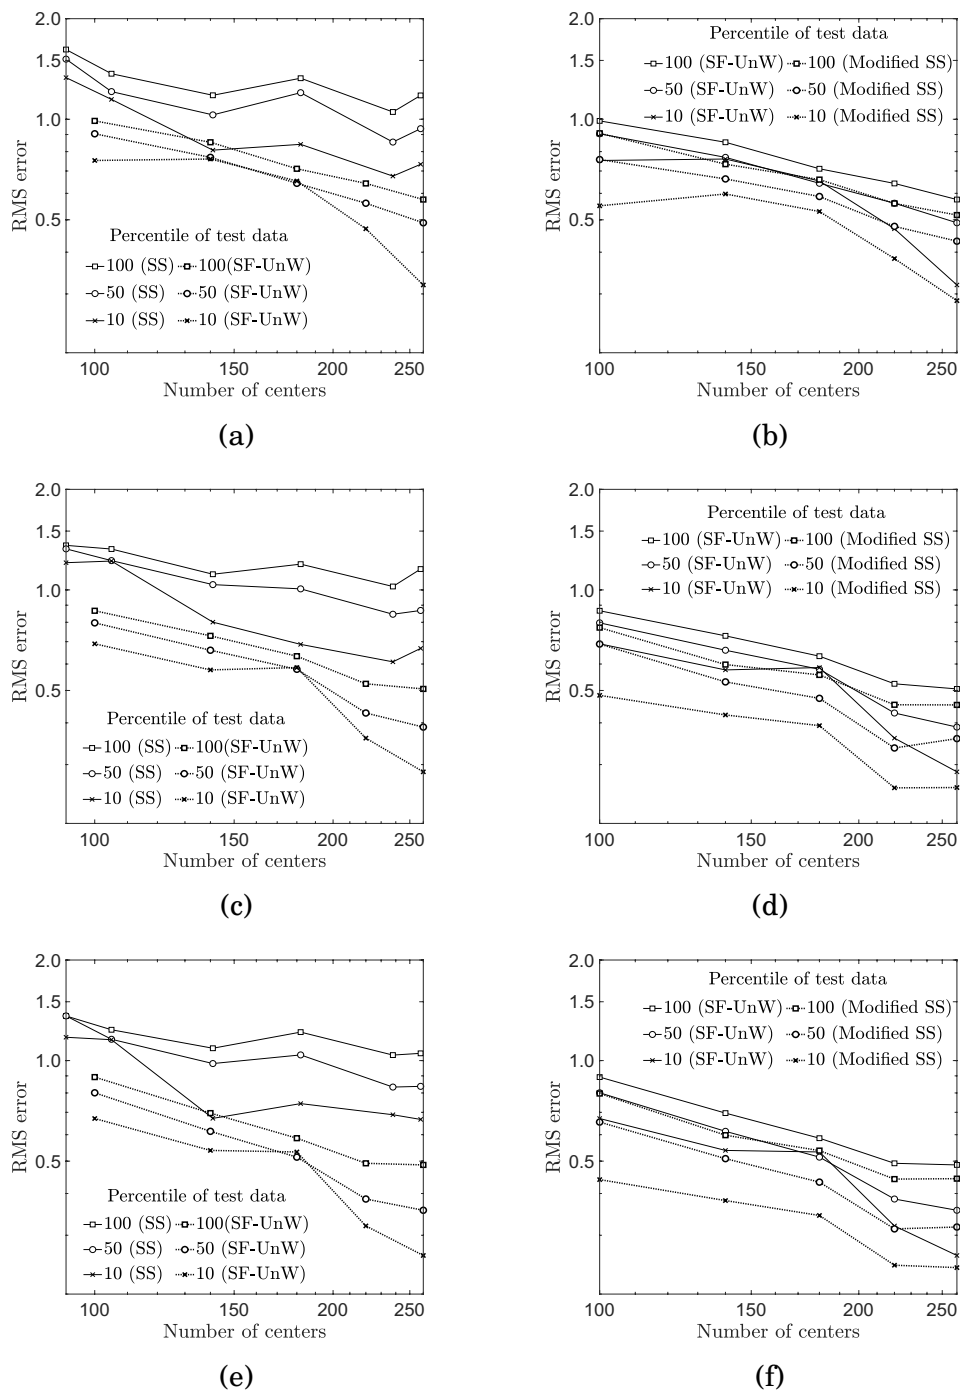 2.0
1.5
1.0
0.5
RMS error
Percentile of test data
100 (SS) 100(SF-UnW)
50 (SS) 50 (SF-UnW)
10 (SS) 10 (SF-UnW)
100 150 200 250
Number of centers
(a)
2.0
1.5
1.0
0.5
RMS error
Percentile of test data
100 (SF-UnW) 100 (Modified SS)
50 (SF-UnW) 50 (Modified SS)
10 (SF-UnW) 10 (Modified SS)
100 150 200 250
Number of centers
(b)
2.0
1.5
1.0
0.5
RMS error
Percentile of test data
100 (SS) 100(SF-UnW)
50 (SS) 50 (SF-UnW)
10 (SS) 10 (SF-UnW)
100 150 200 250
Number of centers
(c)
2.0
1.5
1.0
0.5
RMS error
Percentile of test data
100 (SF-UnW) 100 (Modified SS)
50 (SF-UnW) 50 (Modified SS)
10 (SF-UnW) 10 (Modified SS)
100 150 200 250
Number of centers
(d)
2.0
1.5
1.0
0.5
RMS error
Percentile of test data
100 (SS) 100(SF-UnW)
50 (SS) 50 (SF-UnW)
10 (SS) 10 (SF-UnW)
100 150 200 250
Number of centers
(e)
2.0
1.5
1.0
0.5
RMS error
Percentile of test data
100 (SF-UnW) 100 (Modified SS)
50 (SF-UnW) 50 (Modified SS)
10 (SF-UnW) 10 (Modified SS)
100 150 200 250
Number of centers
(f)